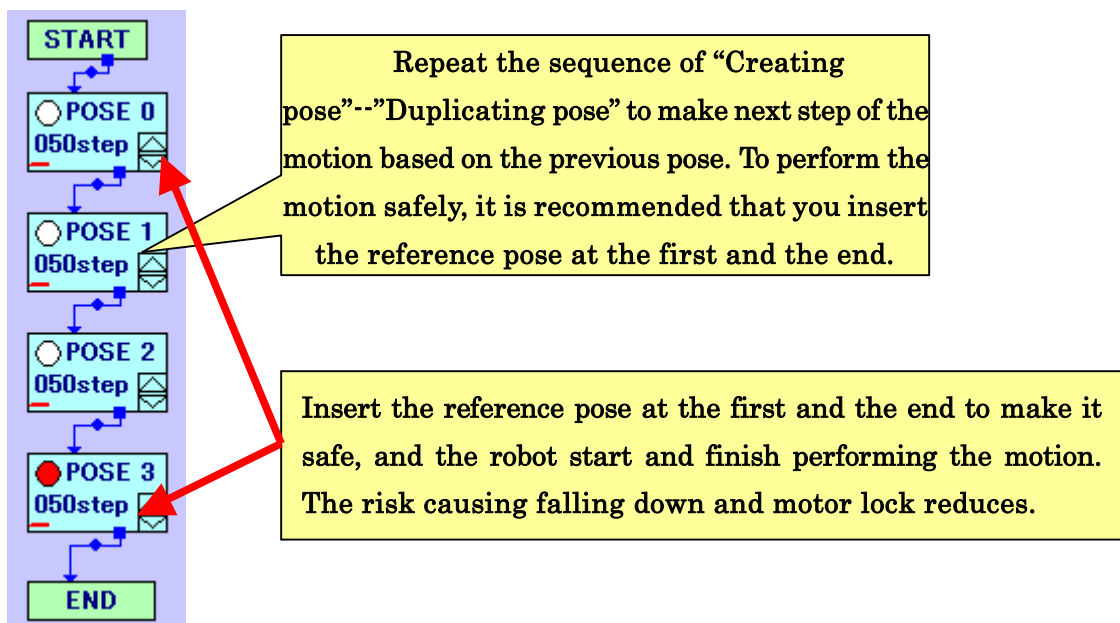 START
POSE 0
050step
POSE 1
050step
POSE 2
050step
POSE 3
050step
END
Repeat the sequence of “Creating
pose”--”Duplicating pose” to make next step of the
motion based on the previous pose. To perform the
motion safely, it is recommended that you insert
the reference pose at the first and the end.
Insert the reference pose at the first and the end to make it
safe, and the robot start and finish performing the motion.
The risk causing falling down and motor lock reduces.